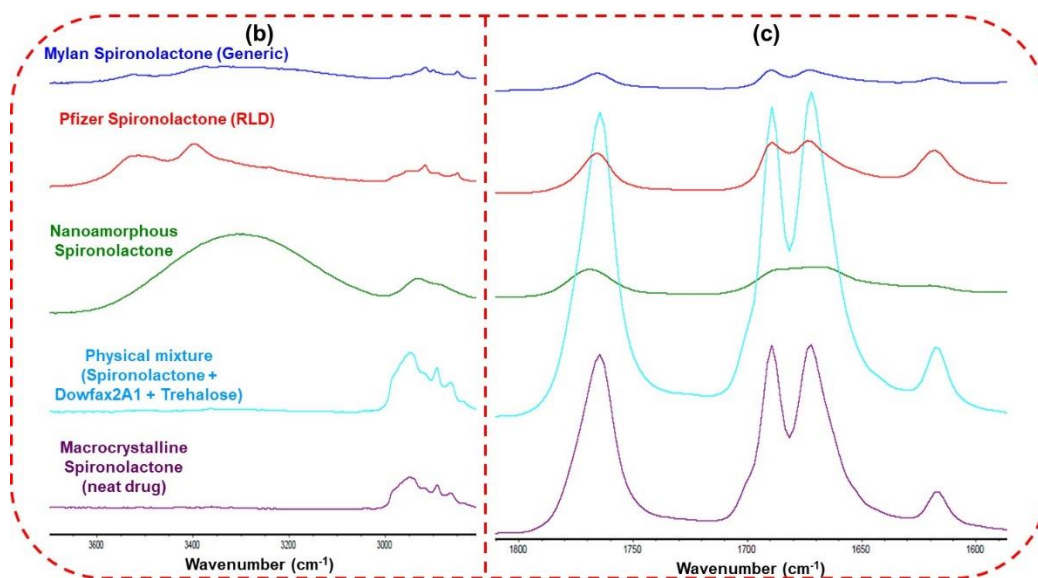 (b)
(c)
Mylan Spironolactone (Generic)
Pfizer Spironolactone (RLD)
Nanoamorphous
Spironolactone
Physical mixture
(Spironolactone +
Dowfax2A1 + Trehalose)
Macrocrystalline
Spironolactone
(neat drug)
3600 3400 3200 3000
1800 1750 1700 1650 1600
Wavenumber (cm-1)
Wavenumber (cm-1)